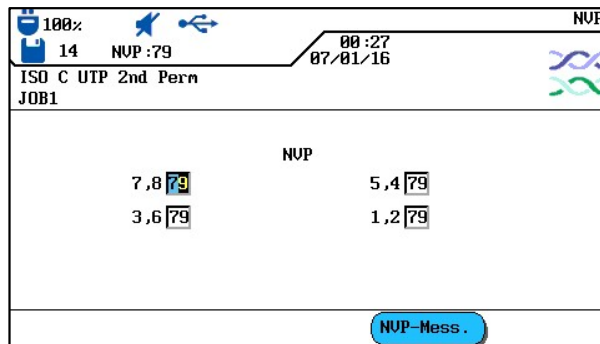 100% NVP
14 NVP:79 00:27
07/01/16
ISO C UTP 2nd Perm
JOB1
NVP
7,8 79 5,4 79
3,6 79 1,2 79
NVP-Mess.